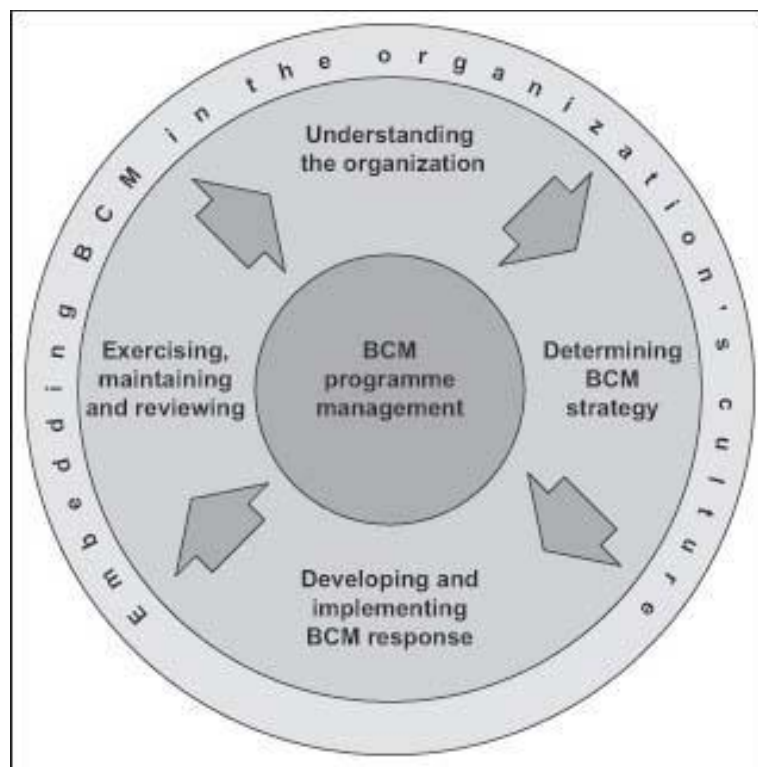 Embedding BCM in the organization's culture
Understanding
the organization
Exercising,
maintaining
and reviewing
BCM
programme
management
Determining
BCM
strategy
Developing and
implementing
BCM response